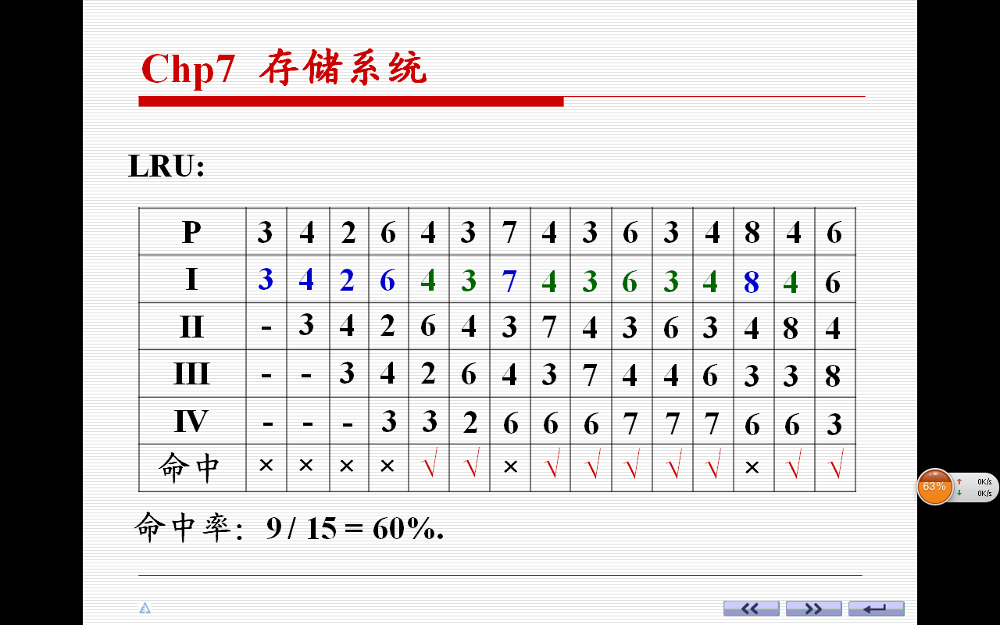 Chp7 存储系统
LRU:
P 3 4 2 6 4 3 7 4 3 6 3 4 8 4 6
I 3 4 2 6 4 3 7 4 3 6 3 4 8 4 6
II - 3 4 2 6 4 3 7 4 3 6 3 4 8 4
III - - 3 4 2 6 4 3 7 4 4 6 3 3 8
IV - - - 3 3 2 6 6 6 7 7 7 6 6 3
命中 × × × × √ √ × √ √ √ √ √ × √ √
命中率: 9 / 15 = 60%.
63%
↑ 0K/s
↓ 0K/s